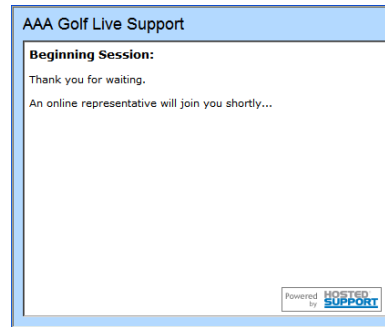 AAA Golf Live Support
Beginning Session:
Thank you for waiting.
An online representative will join you shortly...
Powered by HOSTED SUPPORT